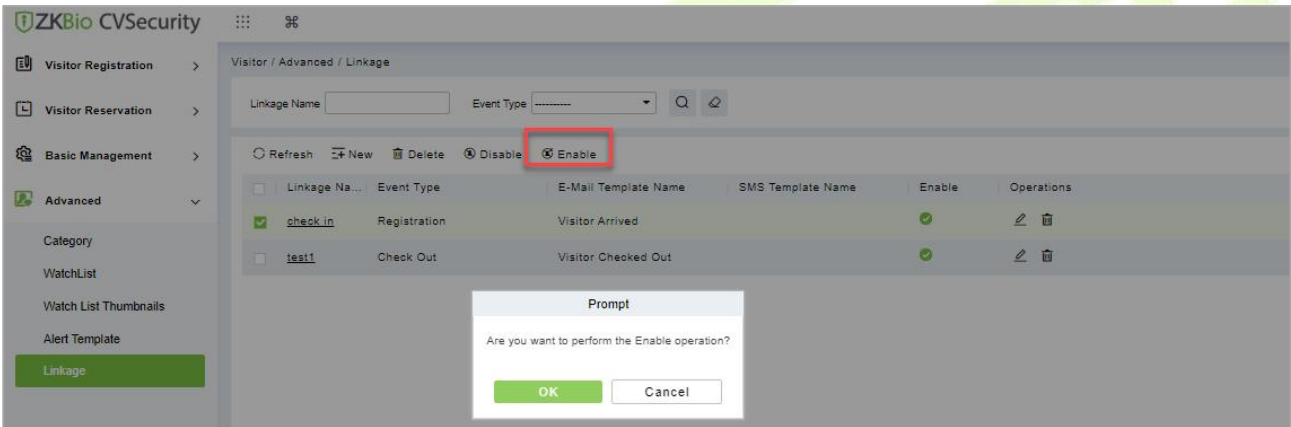 ZKBio CVSecurity
Visitor Registration
Visitor / Advanced / Linkage
Visitor Reservation
Linkage Name
Event Type ----------
Basic Management
Refresh New Delete Disable Enable
Linkage Na... Event Type E-Mail Template Name SMS Template Name Enable Operations
Advanced
check in Registration Visitor Arrived
Category
test1 Check Out Visitor Checked Out
WatchList
Watch List Thumbnails
Alert Template
Linkage
Prompt
Are you want to perform the Enable operation?
OK Cancel